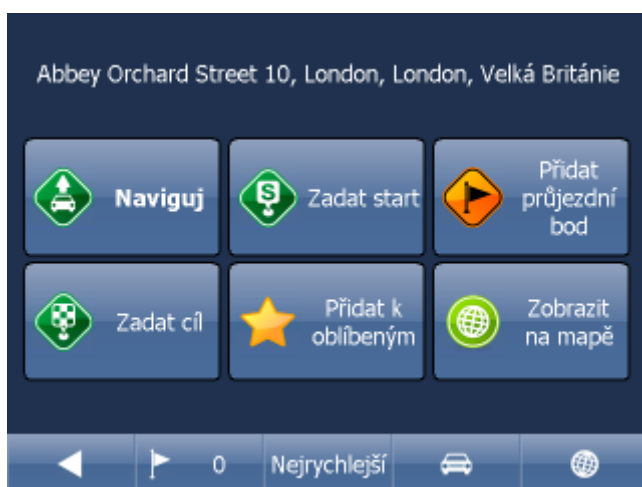 Abbey Orchard Street 10, London, London, Velká Británie
Naviguj
S
Zadat start
Přidat
průjezdní
bod
Zadat cíl
Přidat k
oblíbeným
Zobrazit
na mapě
0
Nejrychlejší